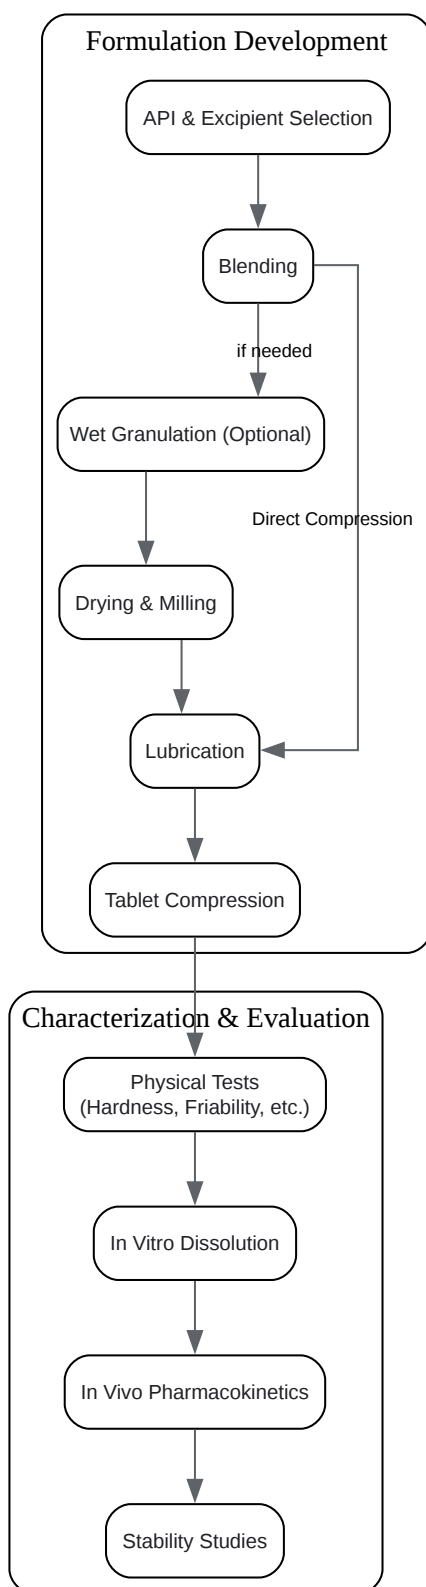 Formulation Development
API & Excipient Selection
Blending
if needed
Wet Granulation (Optional)
Direct Compression
Drying & Milling
Lubrication
Tablet Compression
Characterization & Evaluation
Physical Tests
(Hardness, Friability, etc.)
In Vitro Dissolution
In Vivo Pharmacokinetics
Stability Studies